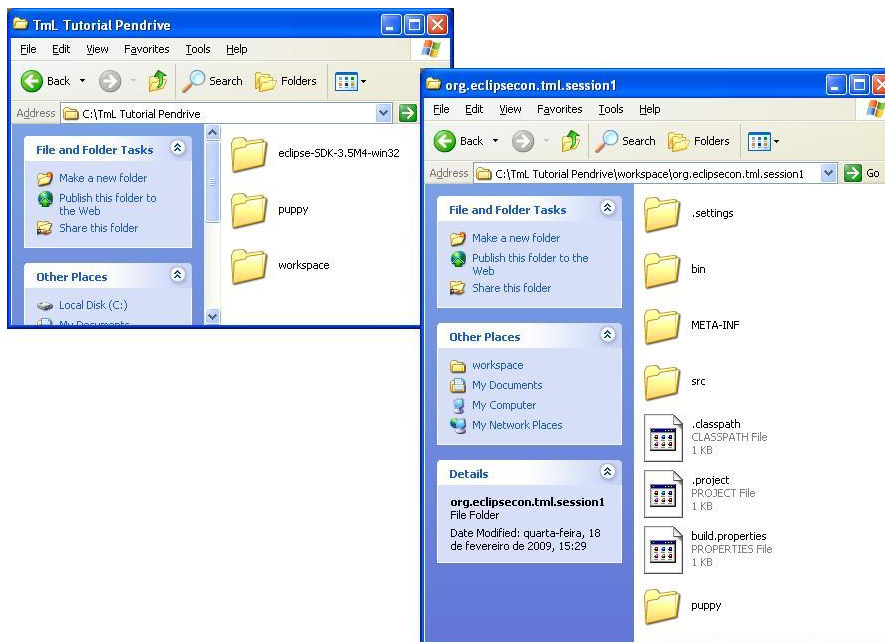 TmL Tutorial Pendrive
File Edit View Favorites Tools Help
Back Search Folders
Address C:\TmL Tutorial Pendrive
File and Folder Tasks
Make a new folder
Publish this folder to
the Web
Share this folder
Other Places
Local Disk (C:)
My Documents
eclipse-SDK-3.5M4-win32
puppy
workspace
org.eclipsecon.tml.session1
File Edit View Favorites Tools Help
Back Search Folders
Address C:\TmL Tutorial Pendrive\workspace\org.eclipsecon.tml.session1 Go
File and Folder Tasks
Make a new folder
Publish this folder to the
Web
Share this folder
Other Places
workspace
My Documents
My Computer
My Network Places
Details
org.eclipsecon.tml.session1
File Folder
Date Modified: quarta-feira, 18
de fevereiro de 2009, 15:29
.settings
bin
META-INF
src
.classpath
CLASSPATH File
1 KB
.project
PROJECT File
1 KB
build.properties
PROPERTIES File
1 KB
puppy